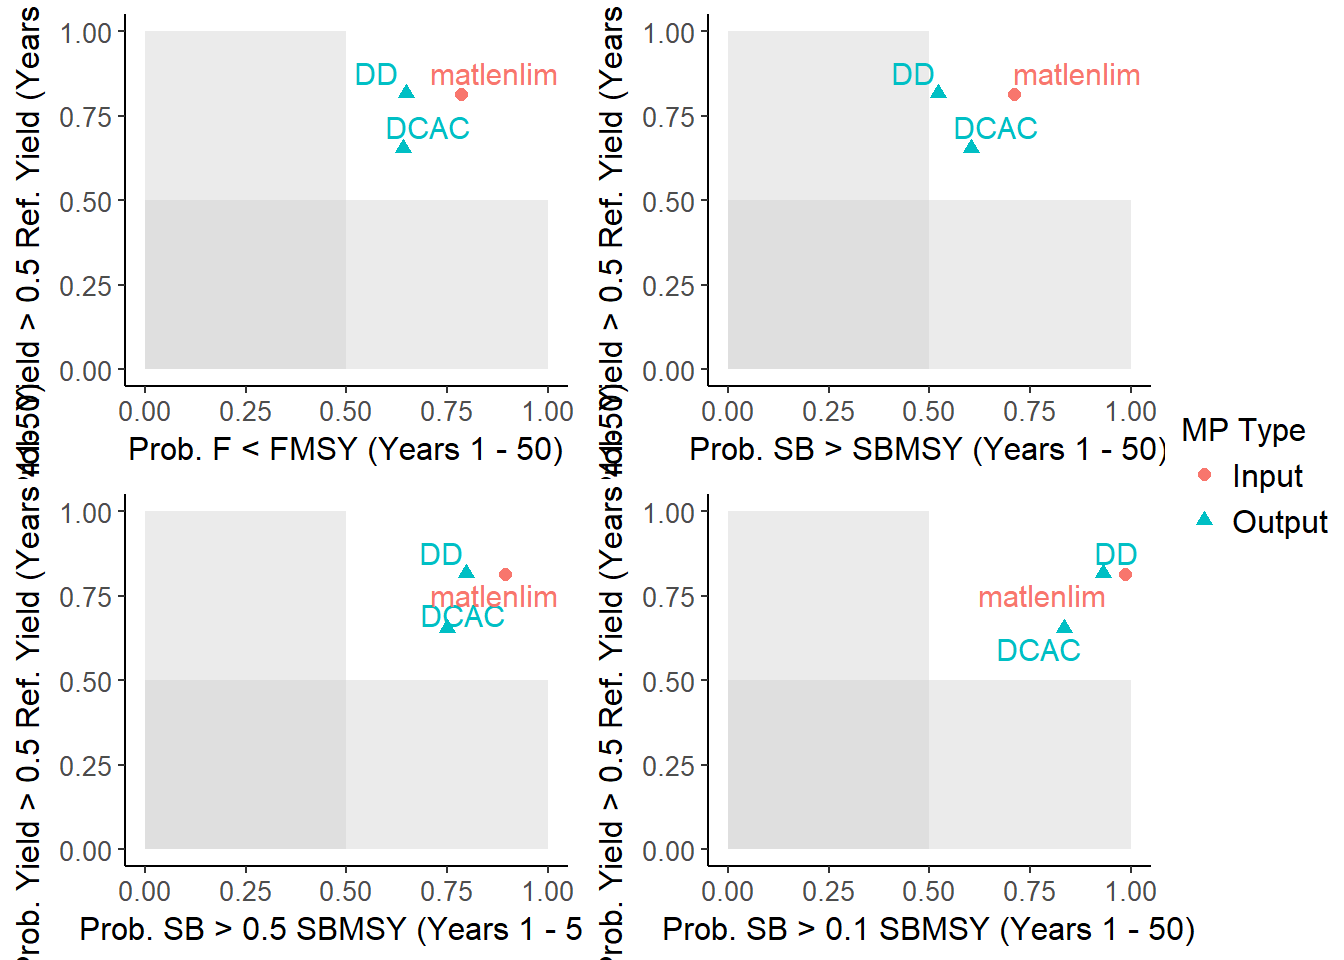 Prob. Yield > 0.5 Ref. Yield (Years
1.00
0.75
0.50
0.25
0.00
DD
matlenlim
DCAC
0.00 0.25 0.50 0.75 1.00
Prob. F < FMSY (Years 1 - 50)
Yield > 0.5 Ref. Yield (Years
1.00
0.75
0.50
0.25
0.00
DD
matlenlim
DCAC
0.00 0.25 0.50 0.75 1.00
Prob. SB > SBMSY (Years 1 - 50)
Prob. Yield > 0.5 Ref. Yield (Years
1.00
0.75
0.50
0.25
0.00
DD
matlenlim
DCAC
0.00 0.25 0.50 0.75 1.00
Prob. SB > 0.5 SBMSY (Years 1 - 5
Prob. Yield > 0.5 Ref. Yield (Years
1.00
0.75
0.50
0.25
0.00
DD
matlenlim
DCAC
0.00 0.25 0.50 0.75 1.00
Prob. SB > 0.1 SBMSY (Years 1 - 50)
MP Type
Input
Output